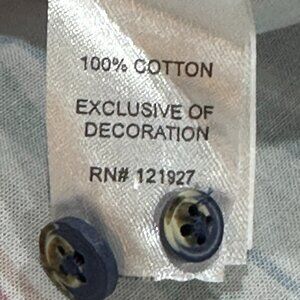 100% COTTON
EXCLUSIVE OF
DECORATION
RN# 121927